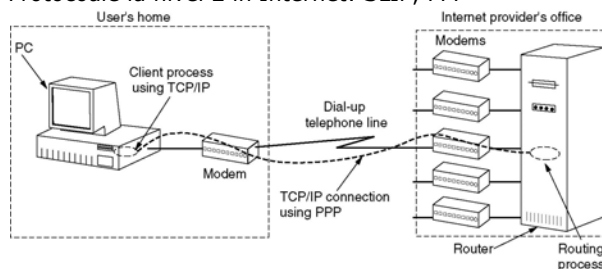 Protocoale la nivel 2 in Internet: SLIP, PPP
User's home
Internet provider's office
PC
Modems
Client process
using TCP/IP
Dial-up
telephone line
Modem
TCP/IP connection
using PPP
Router
Routing
process